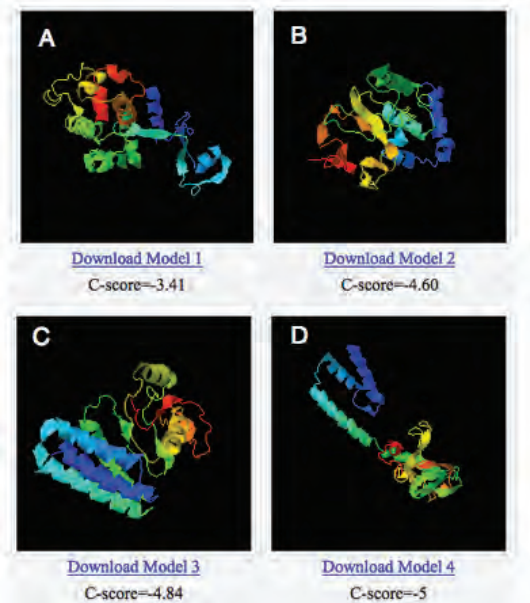 A
B
Download Model 1
Download Model 2
C-score=-3.41
C-score=-4.60
C
D
Download Model 3
Download Model 4
C-score=-4.84
C-score=-5